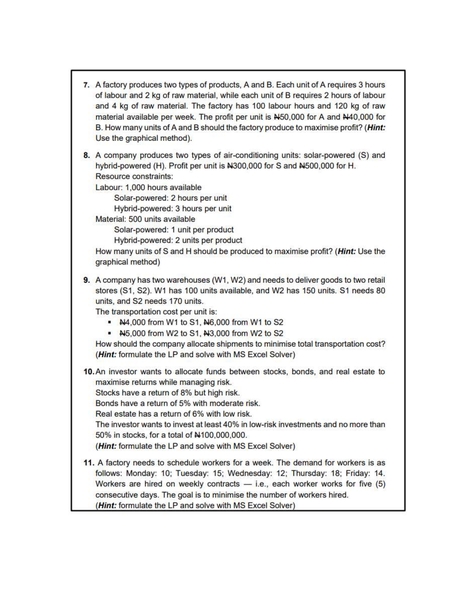 7. A factory produces two types of products, A and B. Each unit of A requires 3 hours
of labour and 2 kg of raw material, while each unit of B requires 2 hours of labour
and 4 kg of raw material. The factory has 100 labour hours and 120 kg of raw
material available per week. The profit per unit is ₦50,000 for A and ₦40,000 for
B. How many units of A and B should the factory produce to maximise profit? (Hint:
Use the graphical method).
8. A company produces two types of air-conditioning units: solar-powered (S) and
hybrid-powered (H). Profit per unit is ₦300,000 for S and ₦500,000 for H.
Resource constraints:
Labour: 1,000 hours available
Solar-powered: 2 hours per unit
Hybrid-powered: 3 hours per unit
Material: 500 units available
Solar-powered: 1 unit per product
Hybrid-powered: 2 units per product
How many units of S and H should be produced to maximise profit? (Hint: Use the
graphical method)
9. A company has two warehouses (W1, W2) and needs to deliver goods to two retail
stores (S1, S2). W1 has 100 units available, and W2 has 150 units. S1 needs 80
units, and S2 needs 170 units.
The transportation cost per unit is:
▪ ₦4,000 from W1 to S1, ₦6,000 from W1 to S2
▪ ₦5,000 from W2 to S1, ₦3,000 from W2 to S2
How should the company allocate shipments to minimise total transportation cost?
(Hint: formulate the LP and solve with MS Excel Solver)
10. An investor wants to allocate funds between stocks, bonds, and real estate to
maximise returns while managing risk.
Stocks have a return of 8% but high risk.
Bonds have a return of 5% with moderate risk.
Real estate has a return of 6% with low risk.
The investor wants to invest at least 40% in low-risk investments and no more than
50% in stocks, for a total of ₦100,000,000.
(Hint: formulate the LP and solve with MS Excel Solver)
11. A factory needs to schedule workers for a week. The demand for workers is as
follows: Monday: 10; Tuesday: 15; Wednesday: 12; Thursday: 18; Friday: 14.
Workers are hired on weekly contracts — i.e., each worker works for five (5)
consecutive days. The goal is to minimise the number of workers hired.
(Hint: formulate the LP and solve with MS Excel Solver)